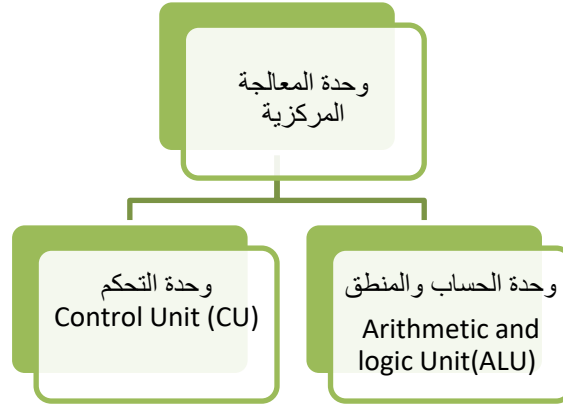 وحدة المعالجة
المركزية
وحدة الحساب والمنطق
Arithmetic and
logic Unit(ALU)
وحدة التحكم
Control Unit (CU)